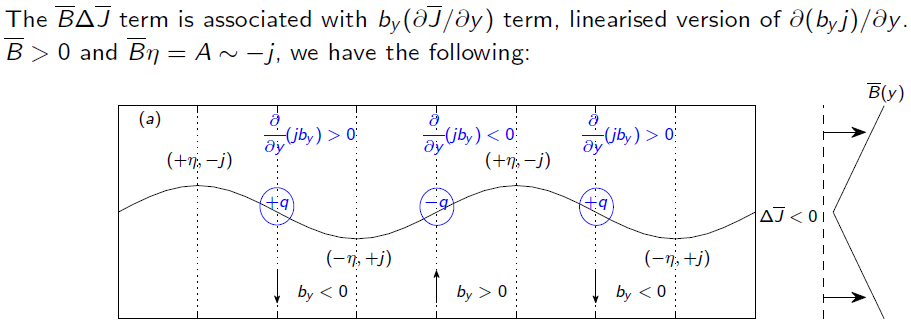 The B̅ΔJ̅ term is associated with b_y(∂J̅/∂y) term, linearised version of ∂(b_y j)/∂y.
B̅ > 0 and B̅η = A ∼ −j, we have the following:
B̅(y)
(a)
∂/∂y (jb_y) > 0
∂/∂y (jb_y) < 0
∂/∂y (jb_y) > 0
(+η, −j)
(+η, −j)
+q
−q
+q
ΔJ̅ < 0
(−η, +j)
(−η, +j)
b_y < 0
b_y > 0
b_y < 0